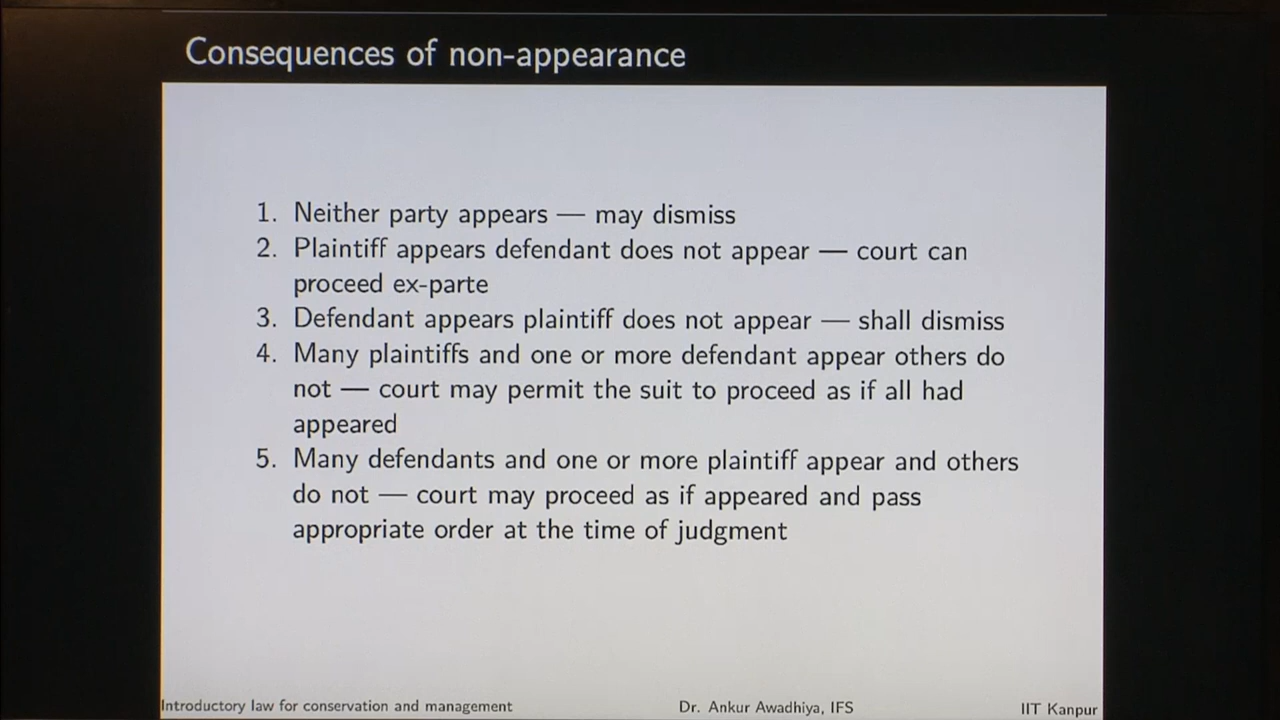 Consequences of non-appearance
1. Neither party appears — may dismiss
2. Plaintiff appears defendant does not appear — court can
proceed ex-parte
3. Defendant appears plaintiff does not appear — shall dismiss
4. Many plaintiffs and one or more defendant appear others do
not — court may permit the suit to proceed as if all had
appeared
5. Many defendants and one or more plaintiff appear and others
do not — court may proceed as if appeared and pass
appropriate order at the time of judgment
Introductory law for conservation and management
Dr. Ankur Awadhiya, IFS
IIT Kanpur